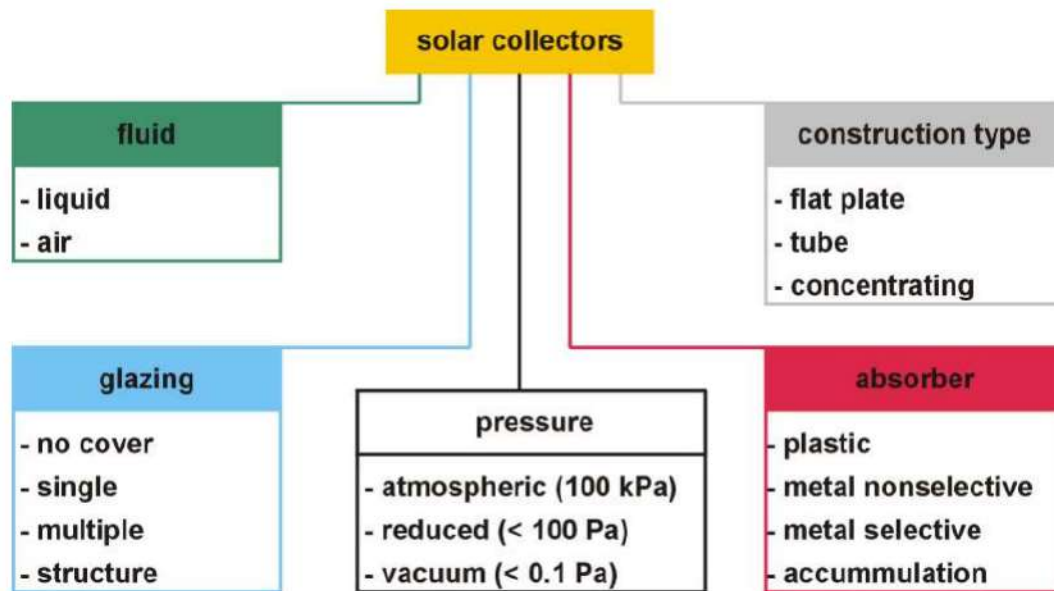 solar collectors
fluid
- liquid
- air
construction type
- flat plate
- tube
- concentrating
glazing
- no cover
- single
- multiple
- structure
pressure
- atmospheric (100 kPa)
- reduced (< 100 Pa)
- vacuum (< 0.1 Pa)
absorber
- plastic
- metal nonselective
- metal selective
- accummulation